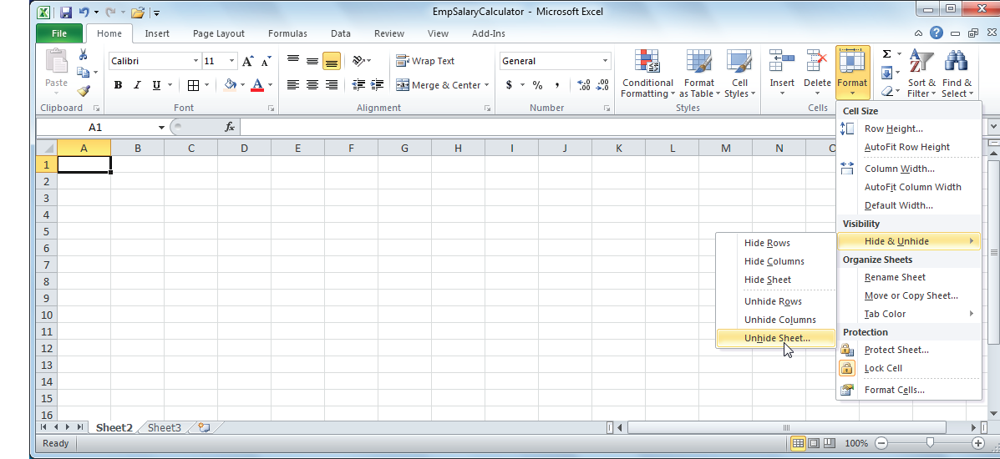 EmpSalaryCalculator - Microsoft Excel
File Home Insert Page Layout Formulas Data Review View Add-Ins
Paste
Clipboard
Calibri 11
B I U
A A
A
Font
Wrap Text
Merge & Center
Alignment
General
$ % ,
.00 .0
Number
Conditional Formatting
Format as Table
Cell Styles
Styles
Insert Delete Format
Cells
Σ
Sort & Filter
Find & Select
A1
fx
A B C D E F G H I J K L M N O
1
2
3
4
5
6
7
8
9
10
11
12
13
14
15
16
Cell Size
Row Height...
AutoFit Row Height
Column Width...
AutoFit Column Width
Default Width...
Visibility
Hide & Unhide
Organize Sheets
Rename Sheet
Move or Copy Sheet...
Tab Color
Protection
Protect Sheet...
Lock Cell
Format Cells...
Hide Rows
Hide Columns
Hide Sheet
Unhide Rows
Unhide Columns
Unhide Sheet...
Sheet2 Sheet3
Ready
100%